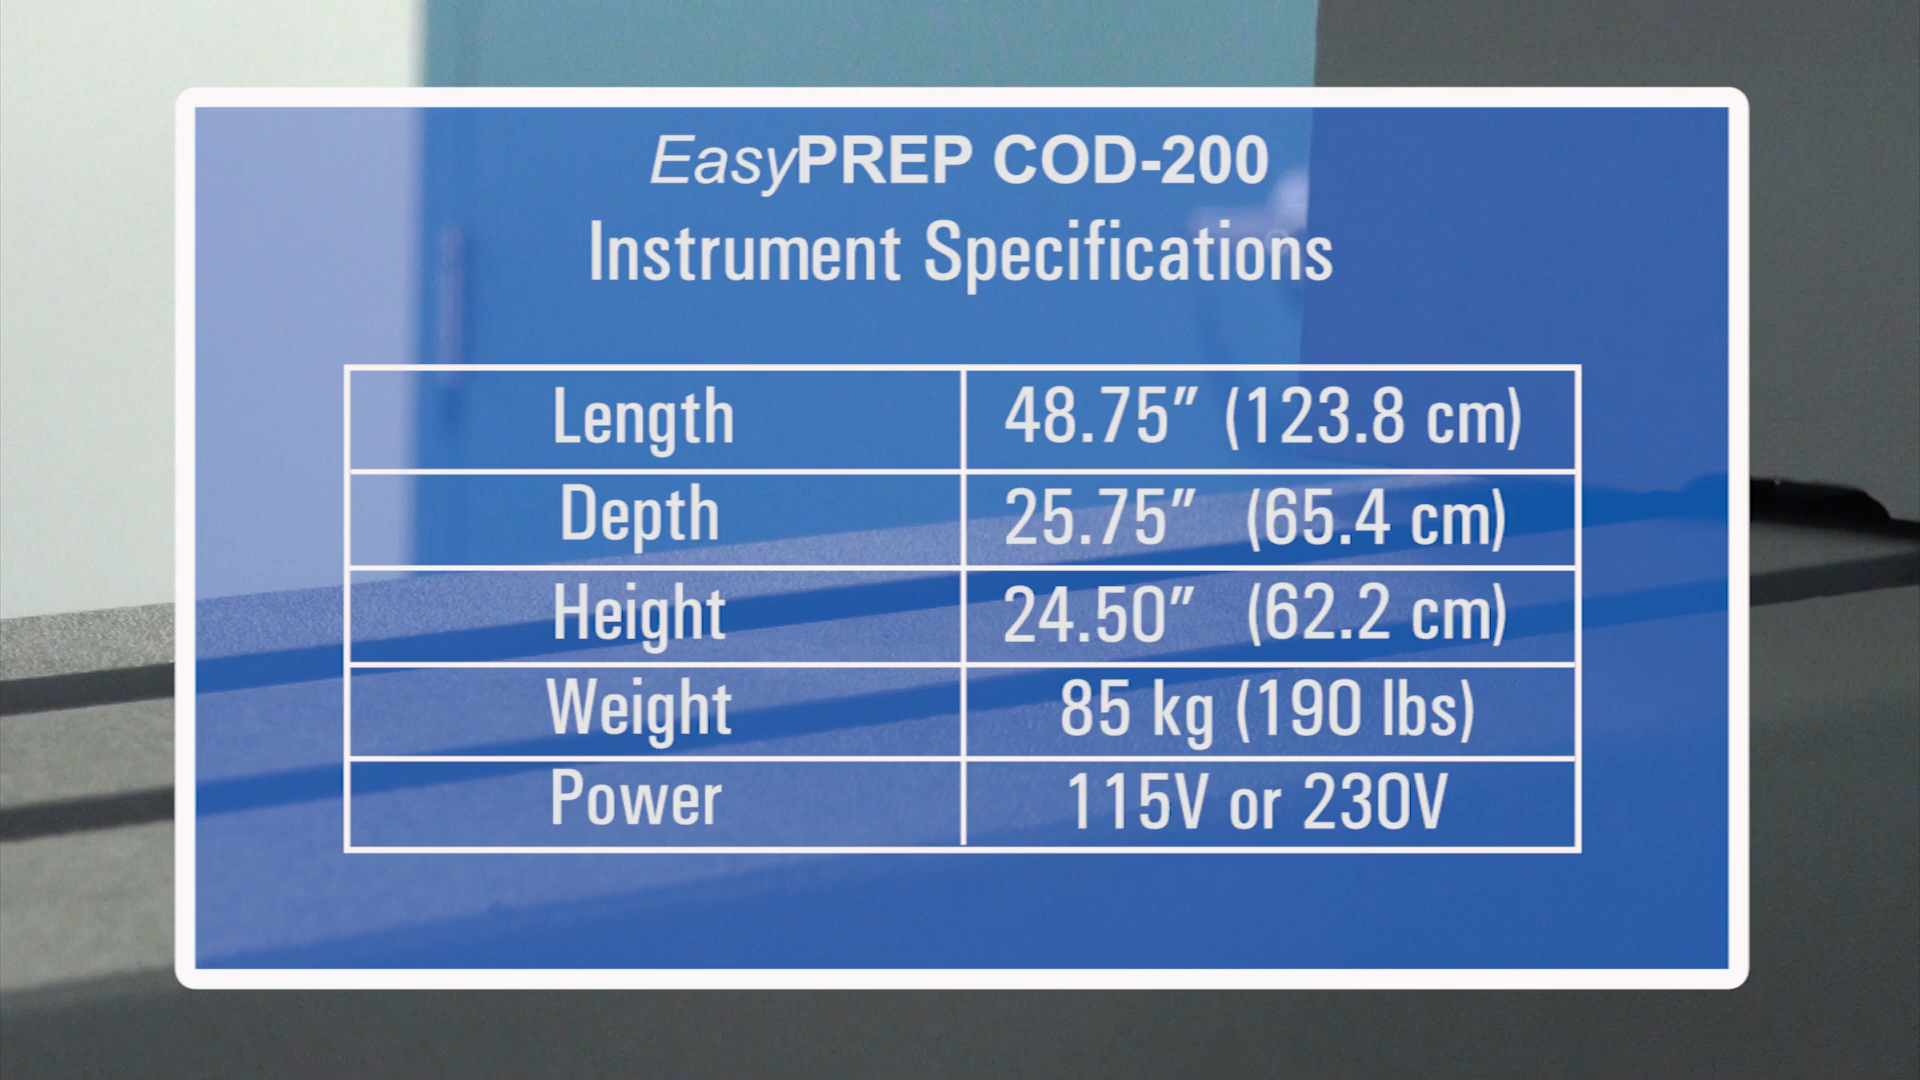 EasyPREP COD-200
Instrument Specifications
Length 48.75” (123.8 cm)
Depth 25.75” (65.4 cm)
Height 24.50” (62.2 cm)
Weight 85 kg (190 lbs)
Power 115V or 230V